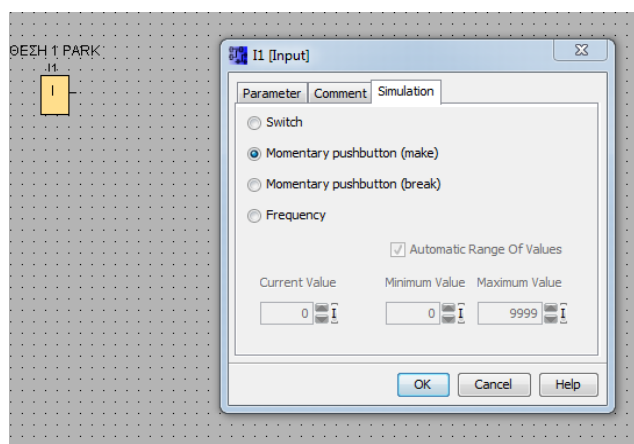 ΘΕΣΗ 1 PARK
I1
I
I1 [Input]
Parameter Comment Simulation
Switch
Momentary pushbutton (make)
Momentary pushbutton (break)
Frequency
Automatic Range Of Values
Current Value Minimum Value Maximum Value
0 0 9999
OK Cancel Help